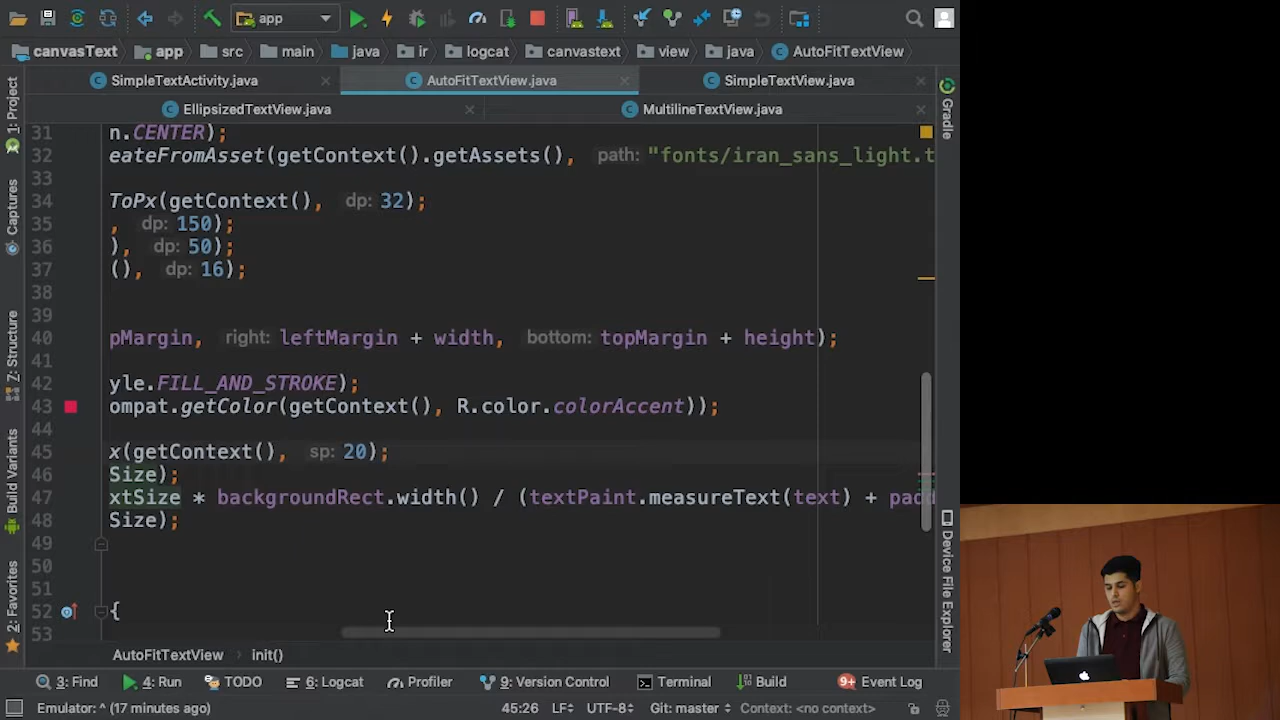 app
canvasText
app
src
main
java
ir
logcat
canvastext
view
java
AutoFitTextView
SimpleTextActivity.java
AutoFitTextView.java
SimpleTextView.java
EllipsizedTextView.java
MultilineTextView.java
1: Project
Captures
Z: Structure
Build Variants
2: Favorites
Gradle
Device File Explorer
31 n.CENTER);
32 eateFromAsset(getContext().getAssets(), path: "fonts/iran_sans_light.t
33
34 ToPx(getContext(), dp: 32);
35 , dp: 150);
36 ), dp: 50);
37 (), dp: 16);
38
39
40 pMargin, right: leftMargin + width, bottom: topMargin + height);
41
42 yle.FILL_AND_STROKE);
43 ompat.getColor(getContext(), R.color.colorAccent));
44
45 x(getContext(), sp: 20);
46 Size);
47 xtSize * backgroundRect.width() / (textPaint.measureText(text) + padd
48 Size);
49
50
51
52 {
53
AutoFitTextView › init()
3: Find
4: Run
TODO
6: Logcat
Profiler
9: Version Control
Terminal
Build
9+ Event Log
Emulator: ^ (17 minutes ago)
45:26 LF UTF-8 Git: master Context: <no context>